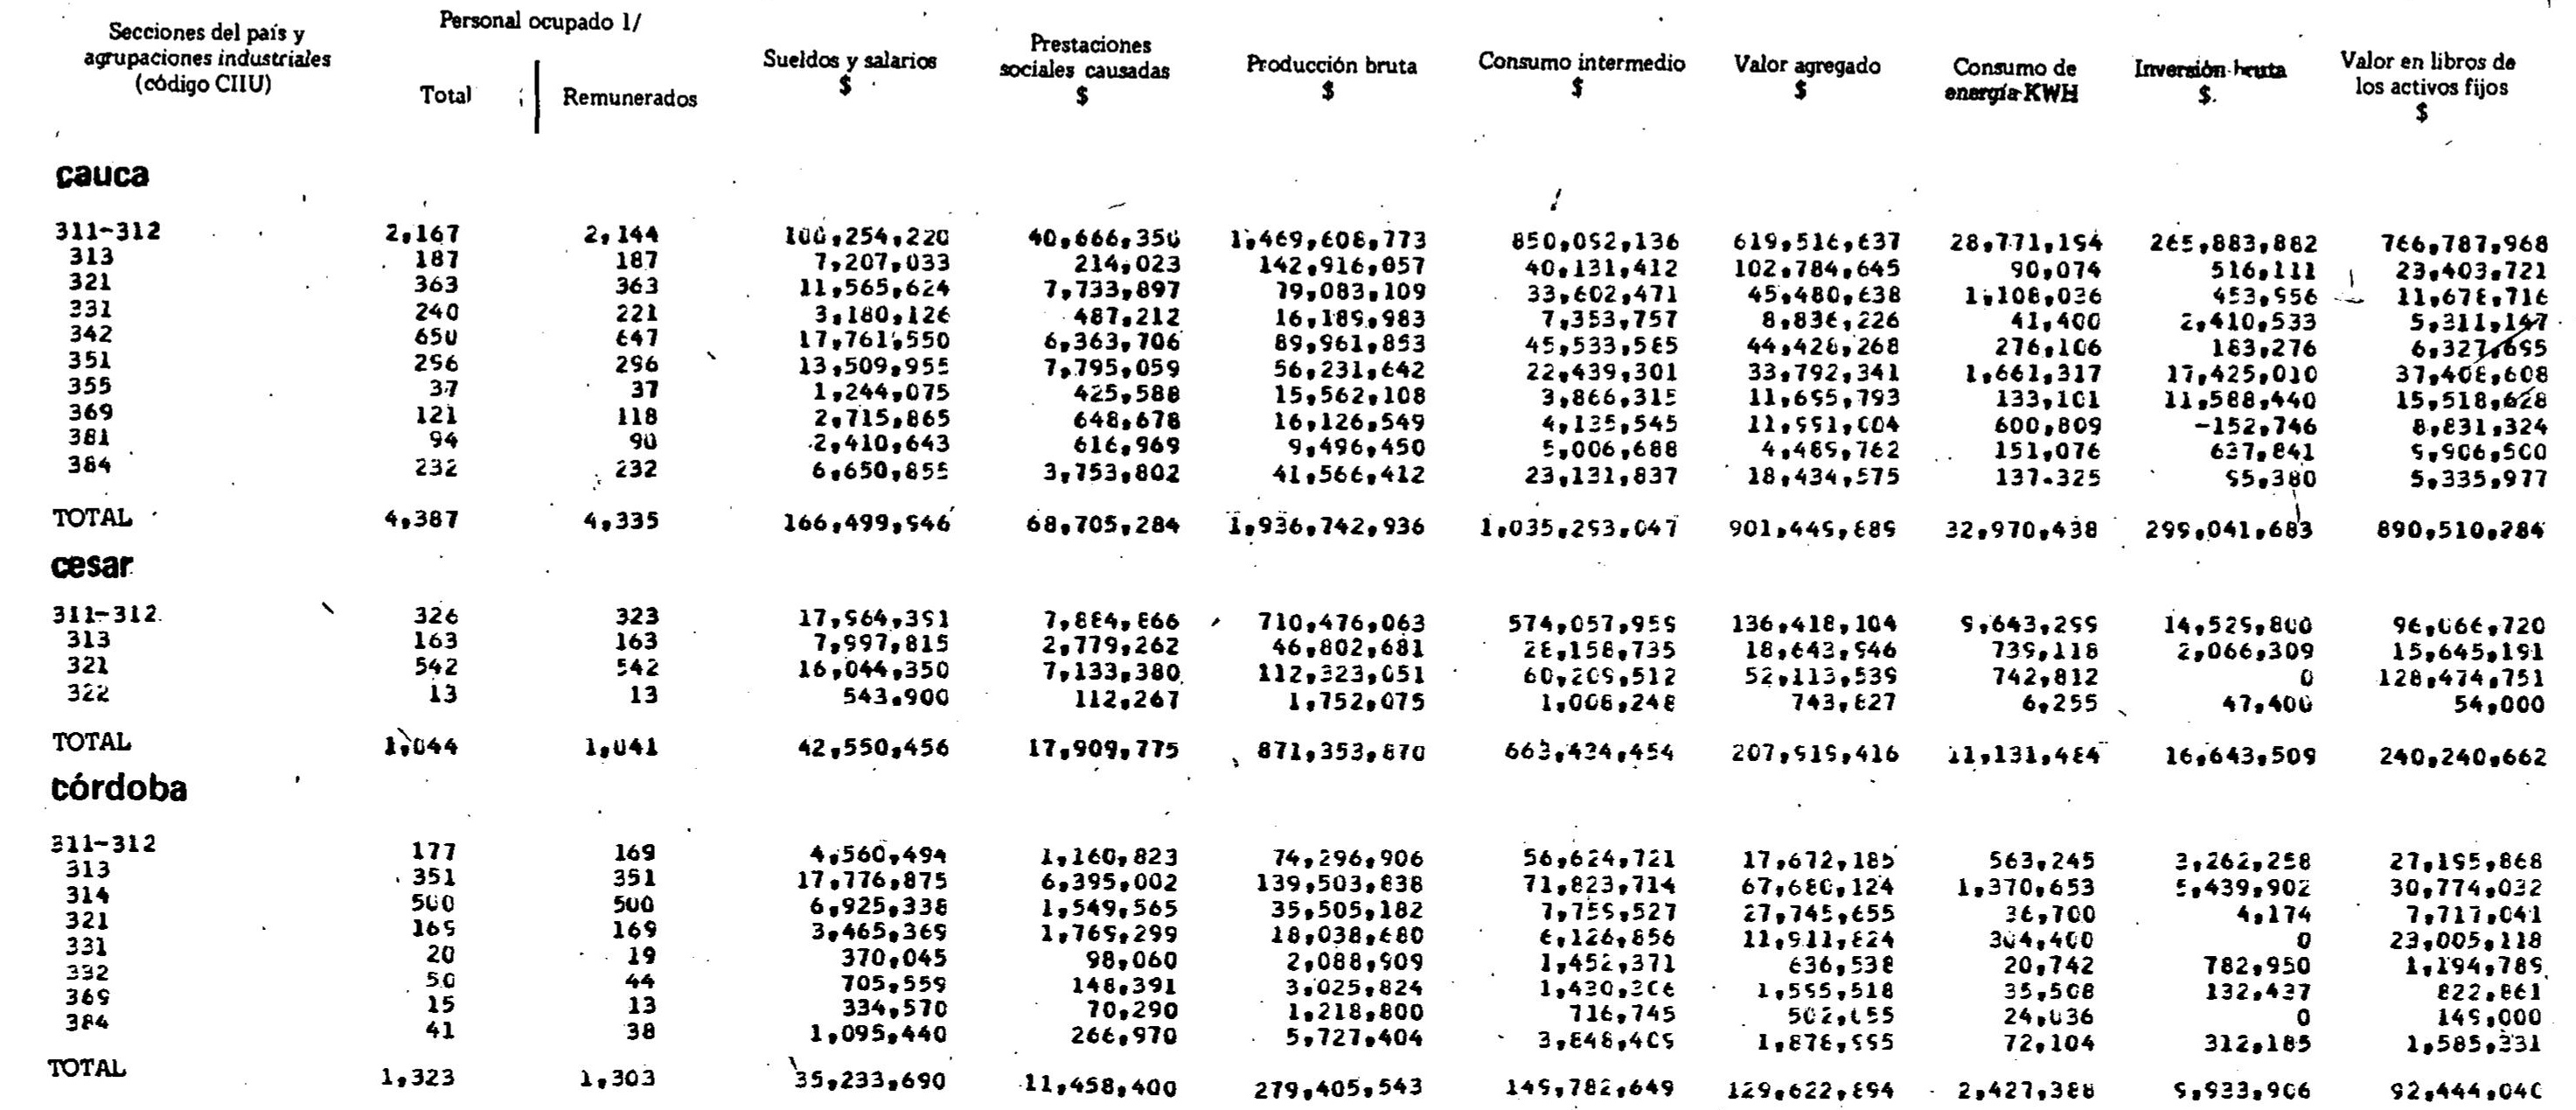 Secciones del país y
agrupaciones industriales
(código CIIU)
Personal ocupado 1/
Total Remunerados
Sueldos y salarios
$
Prestaciones
sociales causadas
$
Producción bruta
$
Consumo intermedio
$
Valor agregado
$
Consumo de
energía KWH
Inversión bruta
$
Valor en libros de
los activos fijos
$
cauca
311-312 2,167 2,144 100,254,220 40,666,350 1,469,608,773 850,092,136 619,516,637 28,771,194 265,883,882 766,787,968
313 187 187 7,207,033 214,023 142,916,057 40,131,412 102,784,645 90,074 516,111 23,403,721
321 363 363 11,565,624 7,733,897 79,083,109 33,602,471 45,480,638 1,108,036 453,956 11,678,716
331 240 221 3,180,126 487,212 16,189,983 7,353,757 8,836,226 41,400 2,410,533 5,311,147
342 650 647 17,761,550 6,363,706 89,961,853 45,533,585 44,428,268 276,106 183,276 6,327,695
351 296 296 13,509,955 7,795,059 56,231,642 22,439,301 33,792,341 1,661,317 17,425,010 37,408,608
355 37 37 1,244,075 425,588 15,562,108 3,866,315 11,695,793 133,101 11,588,440 15,518,628
369 121 118 2,715,865 648,678 16,126,549 4,135,545 11,991,004 600,809 -152,746 8,831,324
381 94 90 2,410,643 616,969 9,496,450 5,006,688 4,489,762 151,076 637,841 9,906,500
384 232 232 6,650,855 3,753,802 41,566,412 23,131,837 18,434,575 137.325 95,380 5,335,977
TOTAL 4,387 4,335 166,499,946 68,705,284 1,936,742,936 1,035,293,047 901,449,889 32,970,438 299,041,683 890,510,284
cesar
311-312 326 323 17,964,391 7,884,866 710,476,063 574,057,959 136,418,104 9,643,299 14,529,800 96,066,720
313 163 163 7,997,815 2,779,262 46,802,681 28,158,735 18,643,946 739,118 2,066,309 15,645,191
321 542 542 16,044,350 7,133,380 112,323,051 60,209,512 52,113,539 742,812 0 128,474,751
322 13 13 543,900 112,267 1,752,075 1,008,248 743,827 6,255 47,400 54,000
TOTAL 1,044 1,041 42,550,456 17,909,775 871,353,870 663,434,454 207,919,416 11,131,484 16,643,509 240,240,662
córdoba
311-312 177 169 4,560,494 1,160,823 74,296,906 56,624,721 17,672,185 563,245 3,262,258 27,195,868
313 351 351 17,776,875 6,395,002 139,503,838 71,823,714 67,680,124 1,370,653 5,439,902 30,774,032
314 500 500 6,925,338 1,549,565 35,505,182 7,759,527 27,745,655 36,700 4,174 7,717,041
321 169 169 3,465,369 1,769,299 18,038,680 6,126,856 11,911,824 304,400 0 23,005,118
331 20 19 370,045 98,060 2,088,909 1,452,371 636,538 20,742 782,950 1,194,789
332 50 44 705,559 148,391 3,025,824 1,430,306 1,595,518 35,508 132,437 822,861
369 15 13 334,570 70,290 1,218,800 716,745 502,055 24,036 0 149,000
384 41 38 1,095,440 266,970 5,727,404 3,848,409 1,878,995 72,104 312,185 1,585,331
TOTAL 1,323 1,303 35,233,690 11,458,400 279,405,543 149,782,649 129,622,894 2,427,388 9,933,906 92,444,040